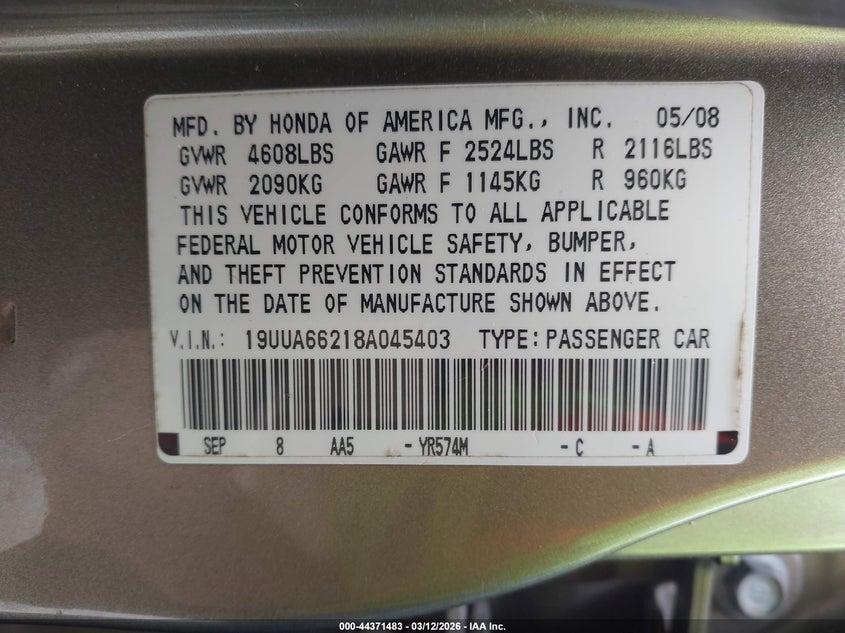 MFD. BY HONDA OF AMERICA MFG., INC. 05/08
GVWR 4608LBS GAWR F 2524LBS R 2116LBS
GVWR 2090KG GAWR F 1145KG R 960KG
THIS VEHICLE CONFORMS TO ALL APPLICABLE
FEDERAL MOTOR VEHICLE SAFETY, BUMPER,
AND THEFT PREVENTION STANDARDS IN EFFECT
ON THE DATE OF MANUFACTURE SHOWN ABOVE.
V.I.N.: 19UUA66218A045403 TYPE: PASSENGER CAR
SEP 8 AA5 - YR574M - C - A
000-44371483 - 03/12/2026 - IAA Inc.